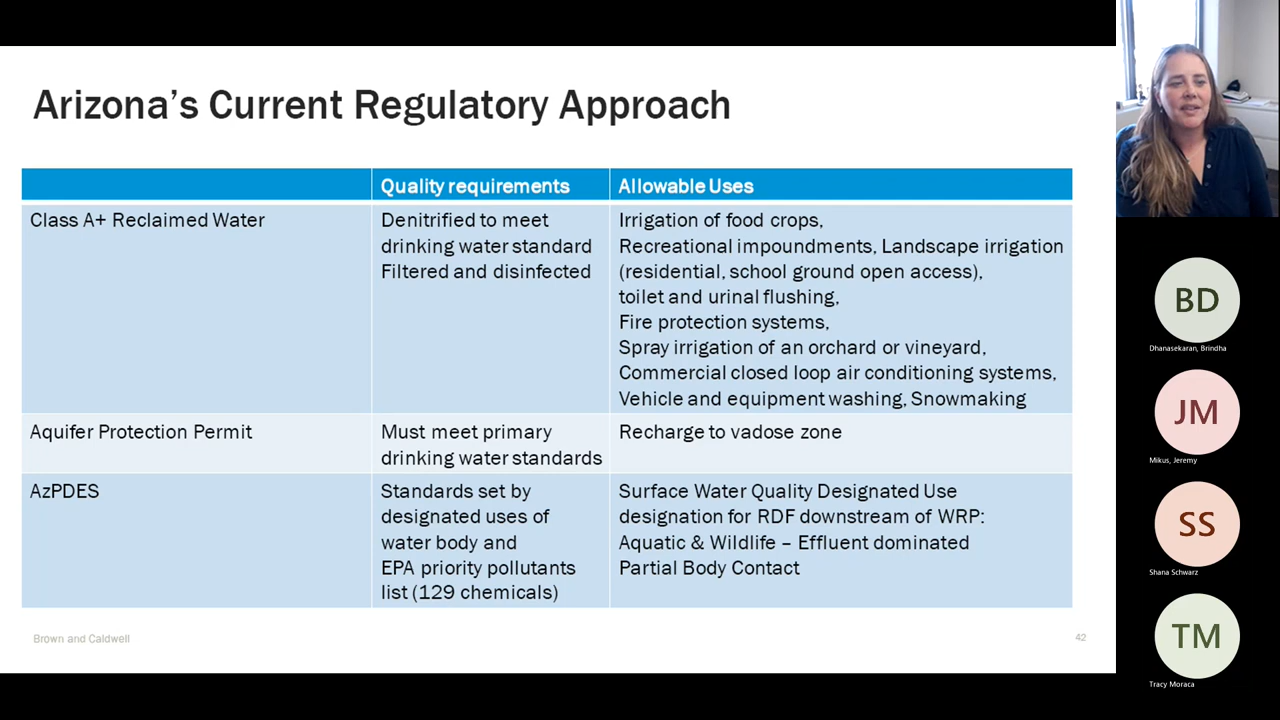 Arizona's Current Regulatory Approach
Quality requirements
Allowable Uses
Class A+ Reclaimed Water
Denitrified to meet
drinking water standard
Filtered and disinfected
Irrigation of food crops,
Recreational impoundments, Landscape irrigation
(residential, school ground open access),
toilet and urinal flushing,
Fire protection systems,
Spray irrigation of an orchard or vineyard,
Commercial closed loop air conditioning systems,
Vehicle and equipment washing, Snowmaking
Aquifer Protection Permit
Must meet primary
drinking water standards
Recharge to vadose zone
AzPDES
Standards set by
designated uses of
water body and
EPA priority pollutants
list (129 chemicals)
Surface Water Quality Designated Use
designation for RDF downstream of WRP:
Aquatic & Wildlife – Effluent dominated
Partial Body Contact
Brown and Caldwell
42
BD
Dhanasekaran, Brindha
JM
Mikus, Jeremy
SS
Shana Schwarz
TM
Tracy Moraca